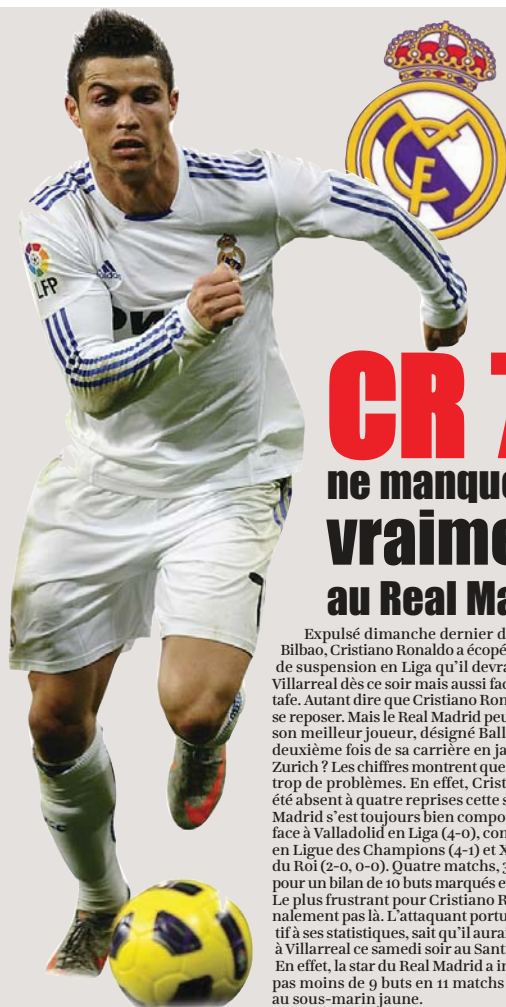 LFP
adidas
CR 7
ne manque
vraime
au Real Ma
Expulsé dimanche dernier d
Bilbao, Cristiano Ronaldo a écopé
de suspension en Liga qu'il devra
Villarreal dès ce soir mais aussi fac
tafe. Autant dire que Cristiano Ron
se reposer. Mais le Real Madrid peu
son meilleur joueur, désigné Ball
deuxième fois de sa carrière en ja
Zurich ? Les chiffres montrent que
trop de problèmes. En effet, Crist
été absent à quatre reprises cette s
Madrid s'est toujours bien compo
face à Valladolid en Liga (4-0), con
en Ligue des Champions (4-1) et X
du Roi (2-0, 0-0). Quatre matchs, 3
pour un bilan de 10 buts marqués e
Le plus frustrant pour Cristiano R
nalement pas là. L'attaquant portu
tif à ses statistiques, sait qu'il aurai
à Villarreal ce samedi soir au Sant
En effet, la star du Real Madrid a in
pas moins de 9 buts en 11 matchs
au sous-marin jaune.